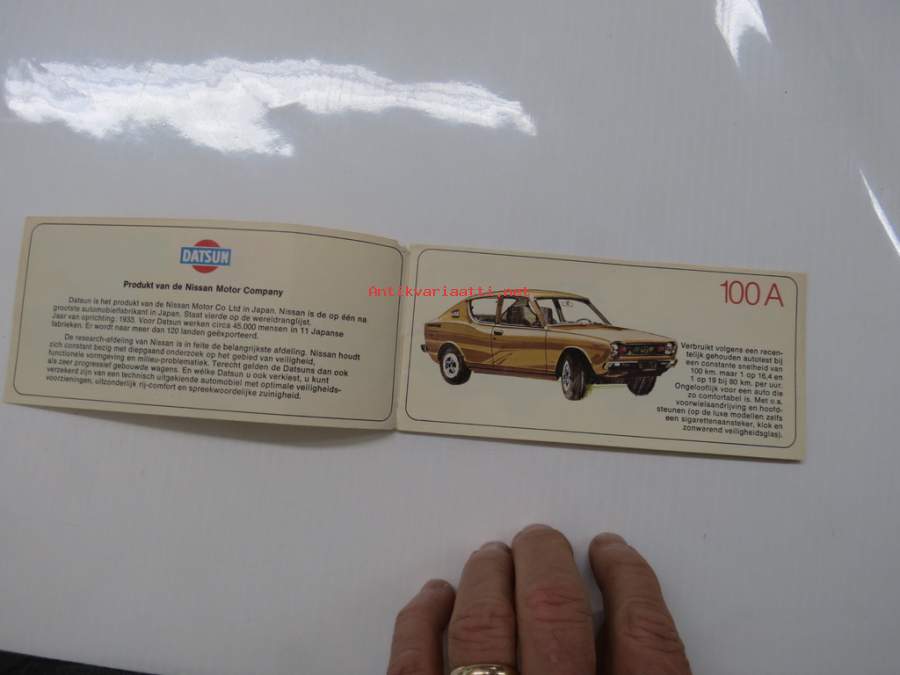 DATSUN
Produkt van de Nissan Motor Company
Datsun is het produkt van de Nissan Motor Co Ltd in Japan. Nissan is de op één na
grootste automobielfabrikant in Japan. Staat vierde op de wereldranglijst.
Jaar van oprichting: 1933. Voor Datsun werken circa 45.000 mensen in 11 Japanse
fabrieken. Er wordt naar meer dan 120 landen geëxporteerd.
De research-afdeling van Nissan is in feite de belangrijkste afdeling. Nissan houdt
zich constant bezig met diepgaand onderzoek op het gebied van veiligheid,
funktionele vormgeving en milieu-problematiek. Terecht gelden de Datsuns dan ook
als zeer progressief gebouwde wagens. En welke Datsun u ook verkiest, u kunt
verzekerd zijn van een technisch uitgekiende automobiel met optimale veiligheids-
voorzieningen, uitzonderlijk rij-comfort en spreekwoordelijke zuinigheid.
Antikvariaatti.net
100A
Verbruikt volgens een recen-
telijk gehouden autotest bij
een constante snelheid van
100 km. maar 1 op 16,4 en
1 op 19 bij 80 km. per uur.
Ongelooflijk voor een auto die
zo comfortabel is. Met o.a.
voorwielaandrijving en hoofd-
steunen (op de luxe modellen zelfs
een sigarettenaansteker, klok en
zonwerend veiligheidsglas).